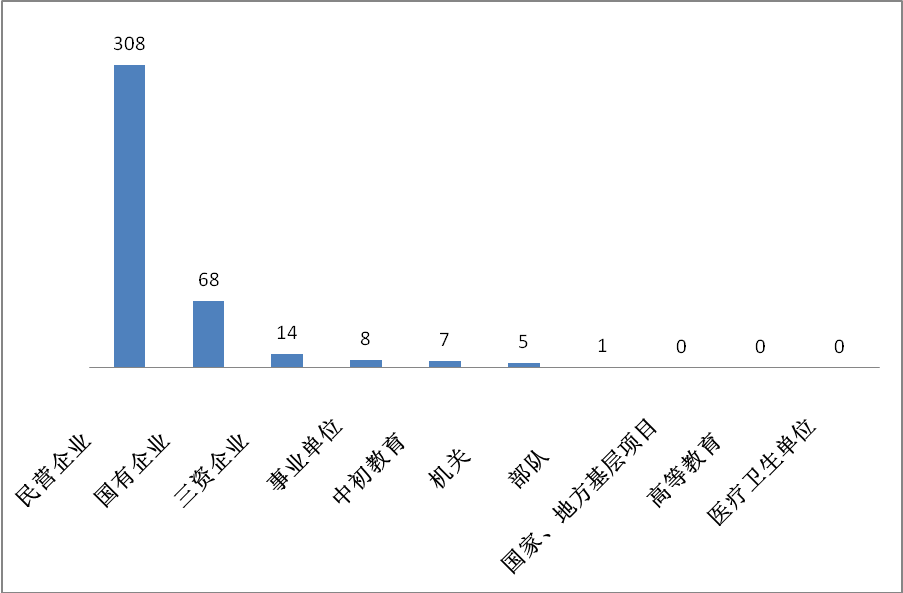 308
68
14
8
7
5
1
0
0
0
民营企业
国有企业
三资企业
事业单位
中初教育
机关
部队
国家、地方基层项目
高等教育
医疗卫生单位